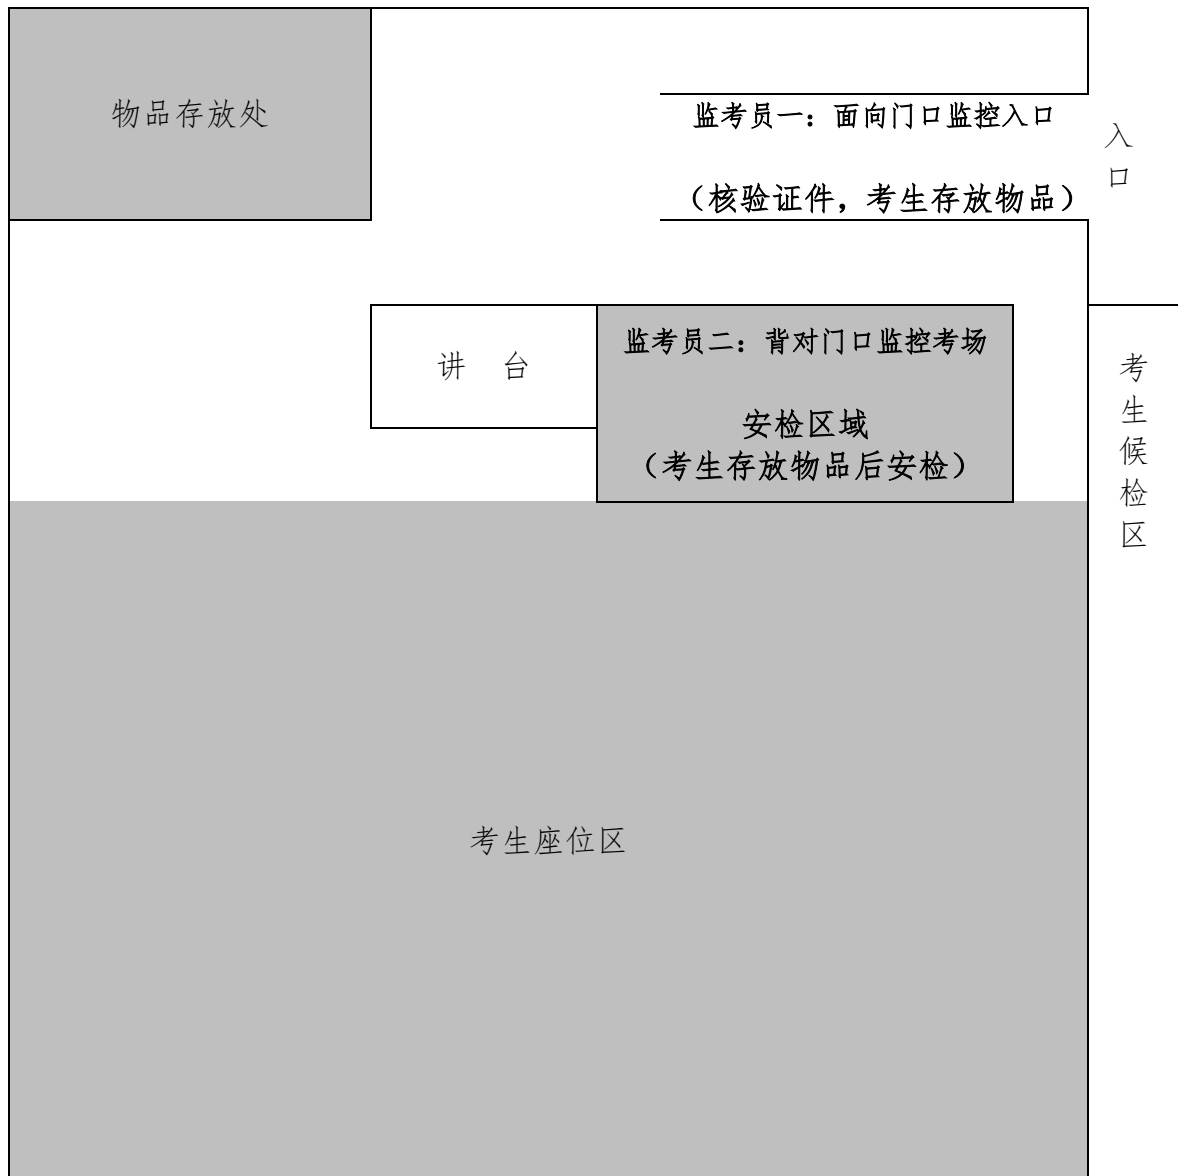 物品存放处
监考员一：面向门口监控入口
（核验证件，考生存放物品）
入口
讲 台
监考员二：背对门口监控考场
安检区域
（考生存放物品后安检）
考生候检区
考生座位区